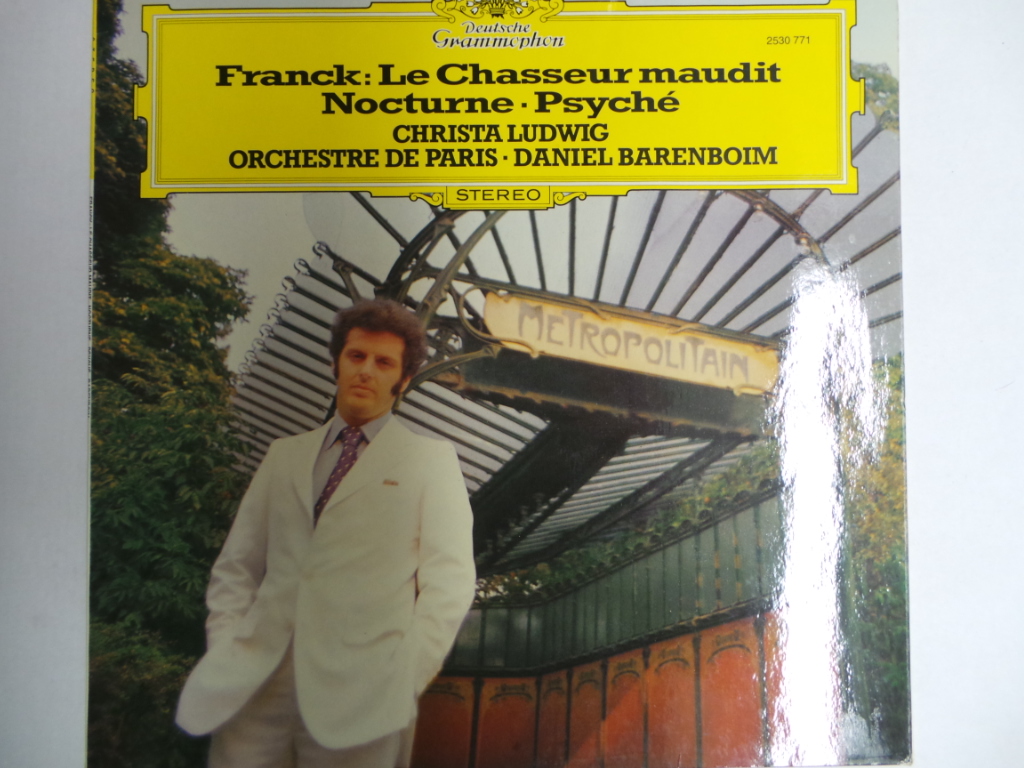 Deutsche
Grammophon
2530 771
Franck: Le Chasseur maudit
Nocturne · Psyché
CHRISTA LUDWIG
ORCHESTRE DE PARIS · DANIEL BARENBOIM
STEREO
METROPOLITAIN